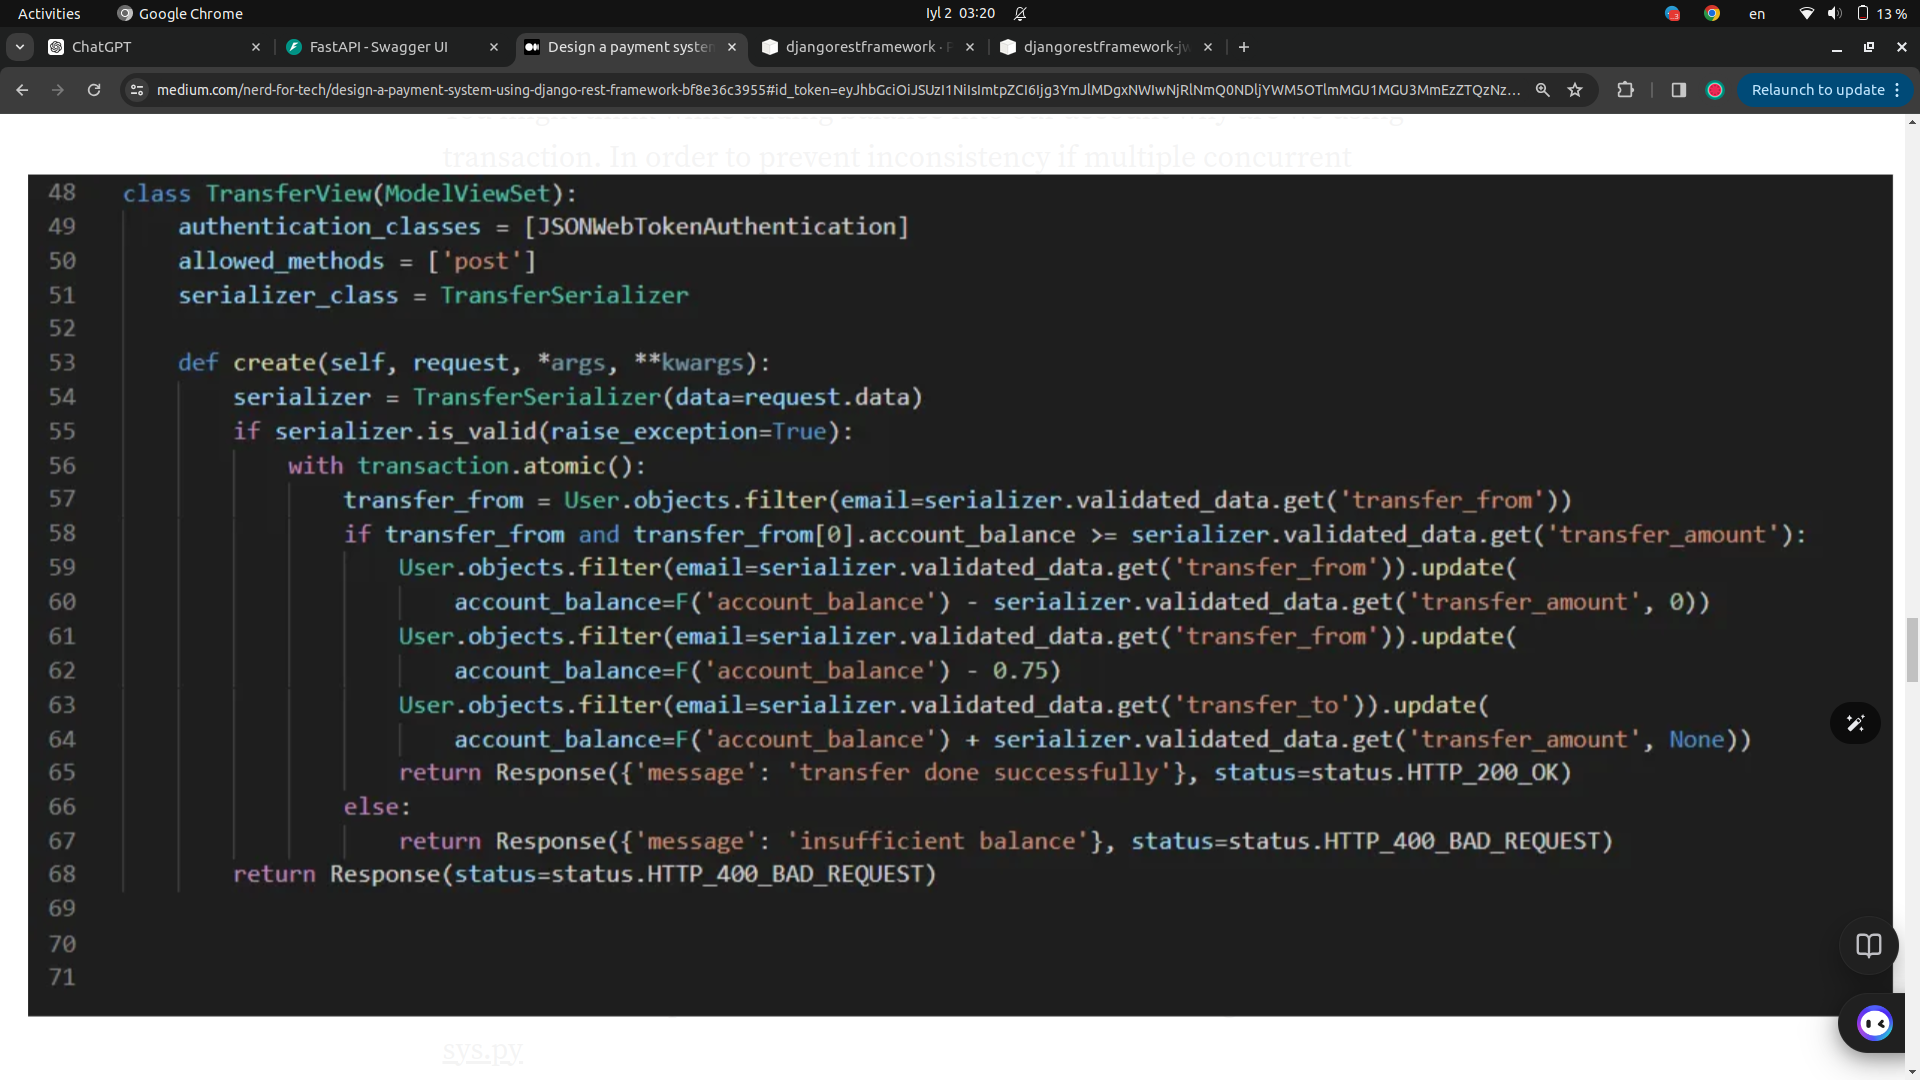 Activities Google Chrome Iyl 2 03:20 en 13 %
ChatGPT FastAPI - Swagger UI Design a payment system djangorestframework · djangorestframework-jw
medium.com/nerd-for-tech/design-a-payment-system-using-django-rest-framework-bf8e36c3955#id_token=eyJhbGciOiJSUzI1NiIsImtpZCI6Ijg3YmJlMDgxNWIwNjRlNmQ0NDljYWM5OTlmMGU1MGU3MmEzZTQzNz... Relaunch to update
transaction. In order to prevent inconsistency if multiple concurrent
48 class TransferView(ModelViewSet):
49 authentication_classes = [JSONWebTokenAuthentication]
50 allowed_methods = ['post']
51 serializer_class = TransferSerializer
52
53 def create(self, request, *args, **kwargs):
54 serializer = TransferSerializer(data=request.data)
55 if serializer.is_valid(raise_exception=True):
56 with transaction.atomic():
57 transfer_from = User.objects.filter(email=serializer.validated_data.get('transfer_from'))
58 if transfer_from and transfer_from[0].account_balance >= serializer.validated_data.get('transfer_amount'):
59 User.objects.filter(email=serializer.validated_data.get('transfer_from')).update(
60 account_balance=F('account_balance') - serializer.validated_data.get('transfer_amount', 0))
61 User.objects.filter(email=serializer.validated_data.get('transfer_from')).update(
62 account_balance=F('account_balance') - 0.75)
63 User.objects.filter(email=serializer.validated_data.get('transfer_to')).update(
64 account_balance=F('account_balance') + serializer.validated_data.get('transfer_amount', None))
65 return Response({'message': 'transfer done successfully'}, status=status.HTTP_200_OK)
66 else:
67 return Response({'message': 'insufficient balance'}, status=status.HTTP_400_BAD_REQUEST)
68 return Response(status=status.HTTP_400_BAD_REQUEST)
69
70
71
sys.py